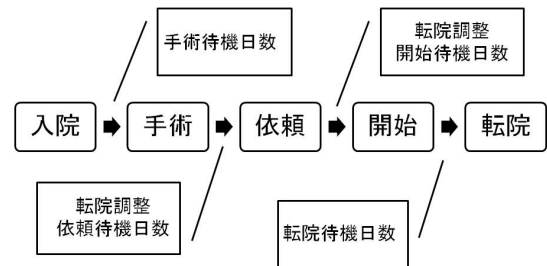 手術待機日数
転院調整
開始待機日数
入院
手術
依頼
開始
転院
転院調整
依頼待機日数
転院待機日数